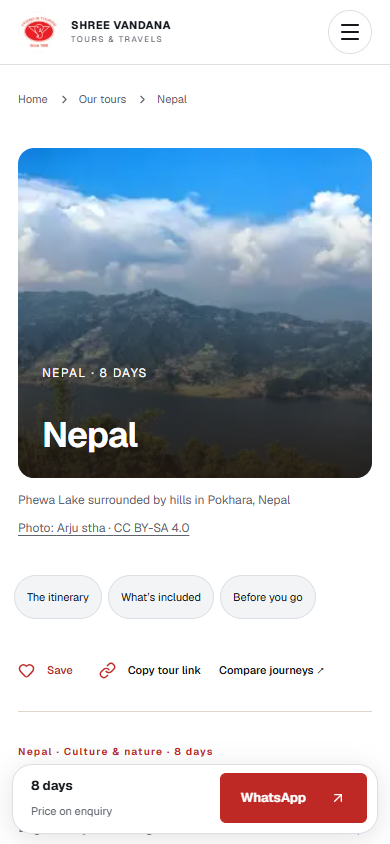 SHREE VANDANA
TOURS & TRAVELS
Home > Our tours > Nepal
NEPAL · 8 DAYS
Nepal
Phewa Lake surrounded by hills in Pokhara, Nepal
Photo: Arju stha · CC BY-SA 4.0
The itinerary What's included Before you go
Save Copy tour link Compare journeys ↗
Nepal · Culture & nature · 8 days
8 days
Price on enquiry
WhatsApp ↗